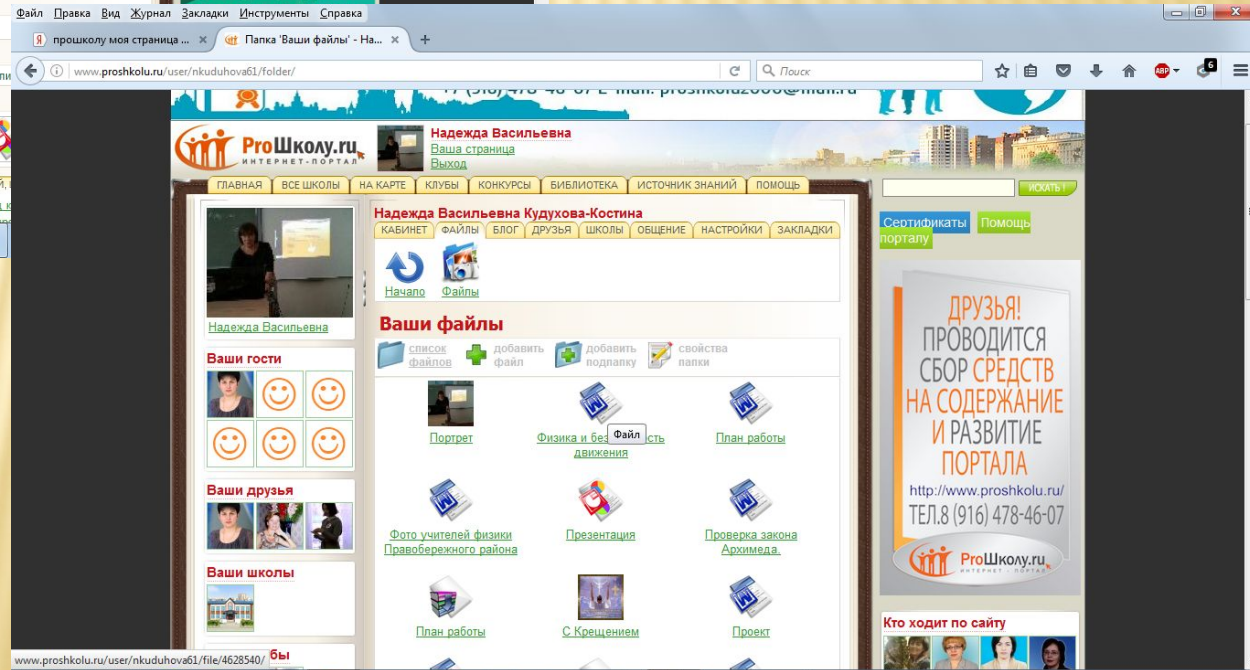 Файл Правка Вид Журнал Закладки Инструменты Справка
Я прошколу моя страница ... × Папка 'Ваши файлы' - На... × +
www.proshkolu.ru/user/nkuduhova61/folder/
Поиск
ABP
6
ProШколу.ru
ИНТЕРНЕТ-ПОРТАЛ
Надежда Васильевна
Ваша страница
Выход
ГЛАВНАЯ ВСЕ ШКОЛЫ НА КАРТЕ КЛУБЫ КОНКУРСЫ БИБЛИОТЕКА ИСТОЧНИК ЗНАНИЙ ПОМОЩЬ
ИСКАТЬ !
Надежда Васильевна Кудухова-Костина
КАБИНЕТ ФАЙЛЫ БЛОГ ДРУЗЬЯ ШКОЛЫ ОБЩЕНИЕ НАСТРОЙКИ ЗАКЛАДКИ
Начало Файлы
Надежда Васильевна
Ваши файлы
список файлов
добавить файл
добавить подпапку
свойства папки
Ваши гости
Портрет
Физика и без сть
движения
Файл
План работы
Ваши друзья
Фото учителей физики
Правобережного района
Презентация
Проверка закона
Архимеда.
Ваши школы
План работы
С Крещением
Проект
бы
Сертификаты Помощь
порталу
ДРУЗЬЯ!
ПРОВОДИТСЯ
СБОР СРЕДСТВ
НА СОДЕРЖАНИЕ
И РАЗВИТИЕ
ПОРТАЛА
http://www.proshkolu.ru/
ТЕЛ.8 (916) 478-46-07
ProШколу.ru
ИНТЕРНЕТ - ПОРТАЛ
Кто ходит по сайту
www.proshkolu.ru/user/nkuduhova61/file/4628540/